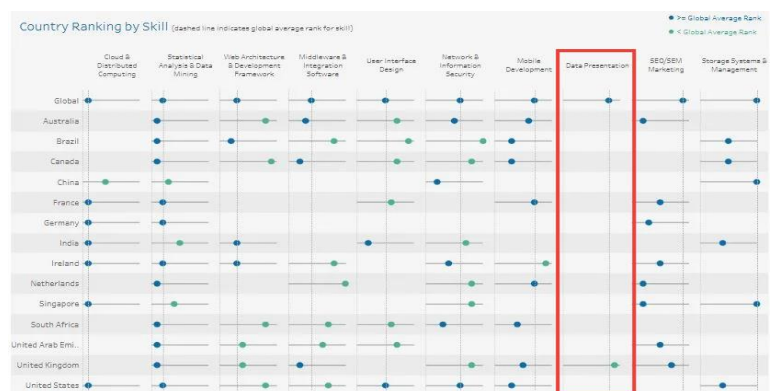 Country Ranking by Skill (dashed line indicates global average rank for skill)
>= Global Average Rank
< Global Average Rank
Cloud & Distributed Computing
Statistical Analysis & Data Mining
Web Architecture & Development Framework
Middleware & Integration Software
User Interface Design
Network & Information Security
Mobile Development
Data Presentation
SEO/SEM Marketing
Storage Systems & Management
Global
Australia
Brazil
Canada
China
France
Germany
India
Ireland
Netherlands
Singapore
South Africa
United Arab Emi..
United Kingdom
United States